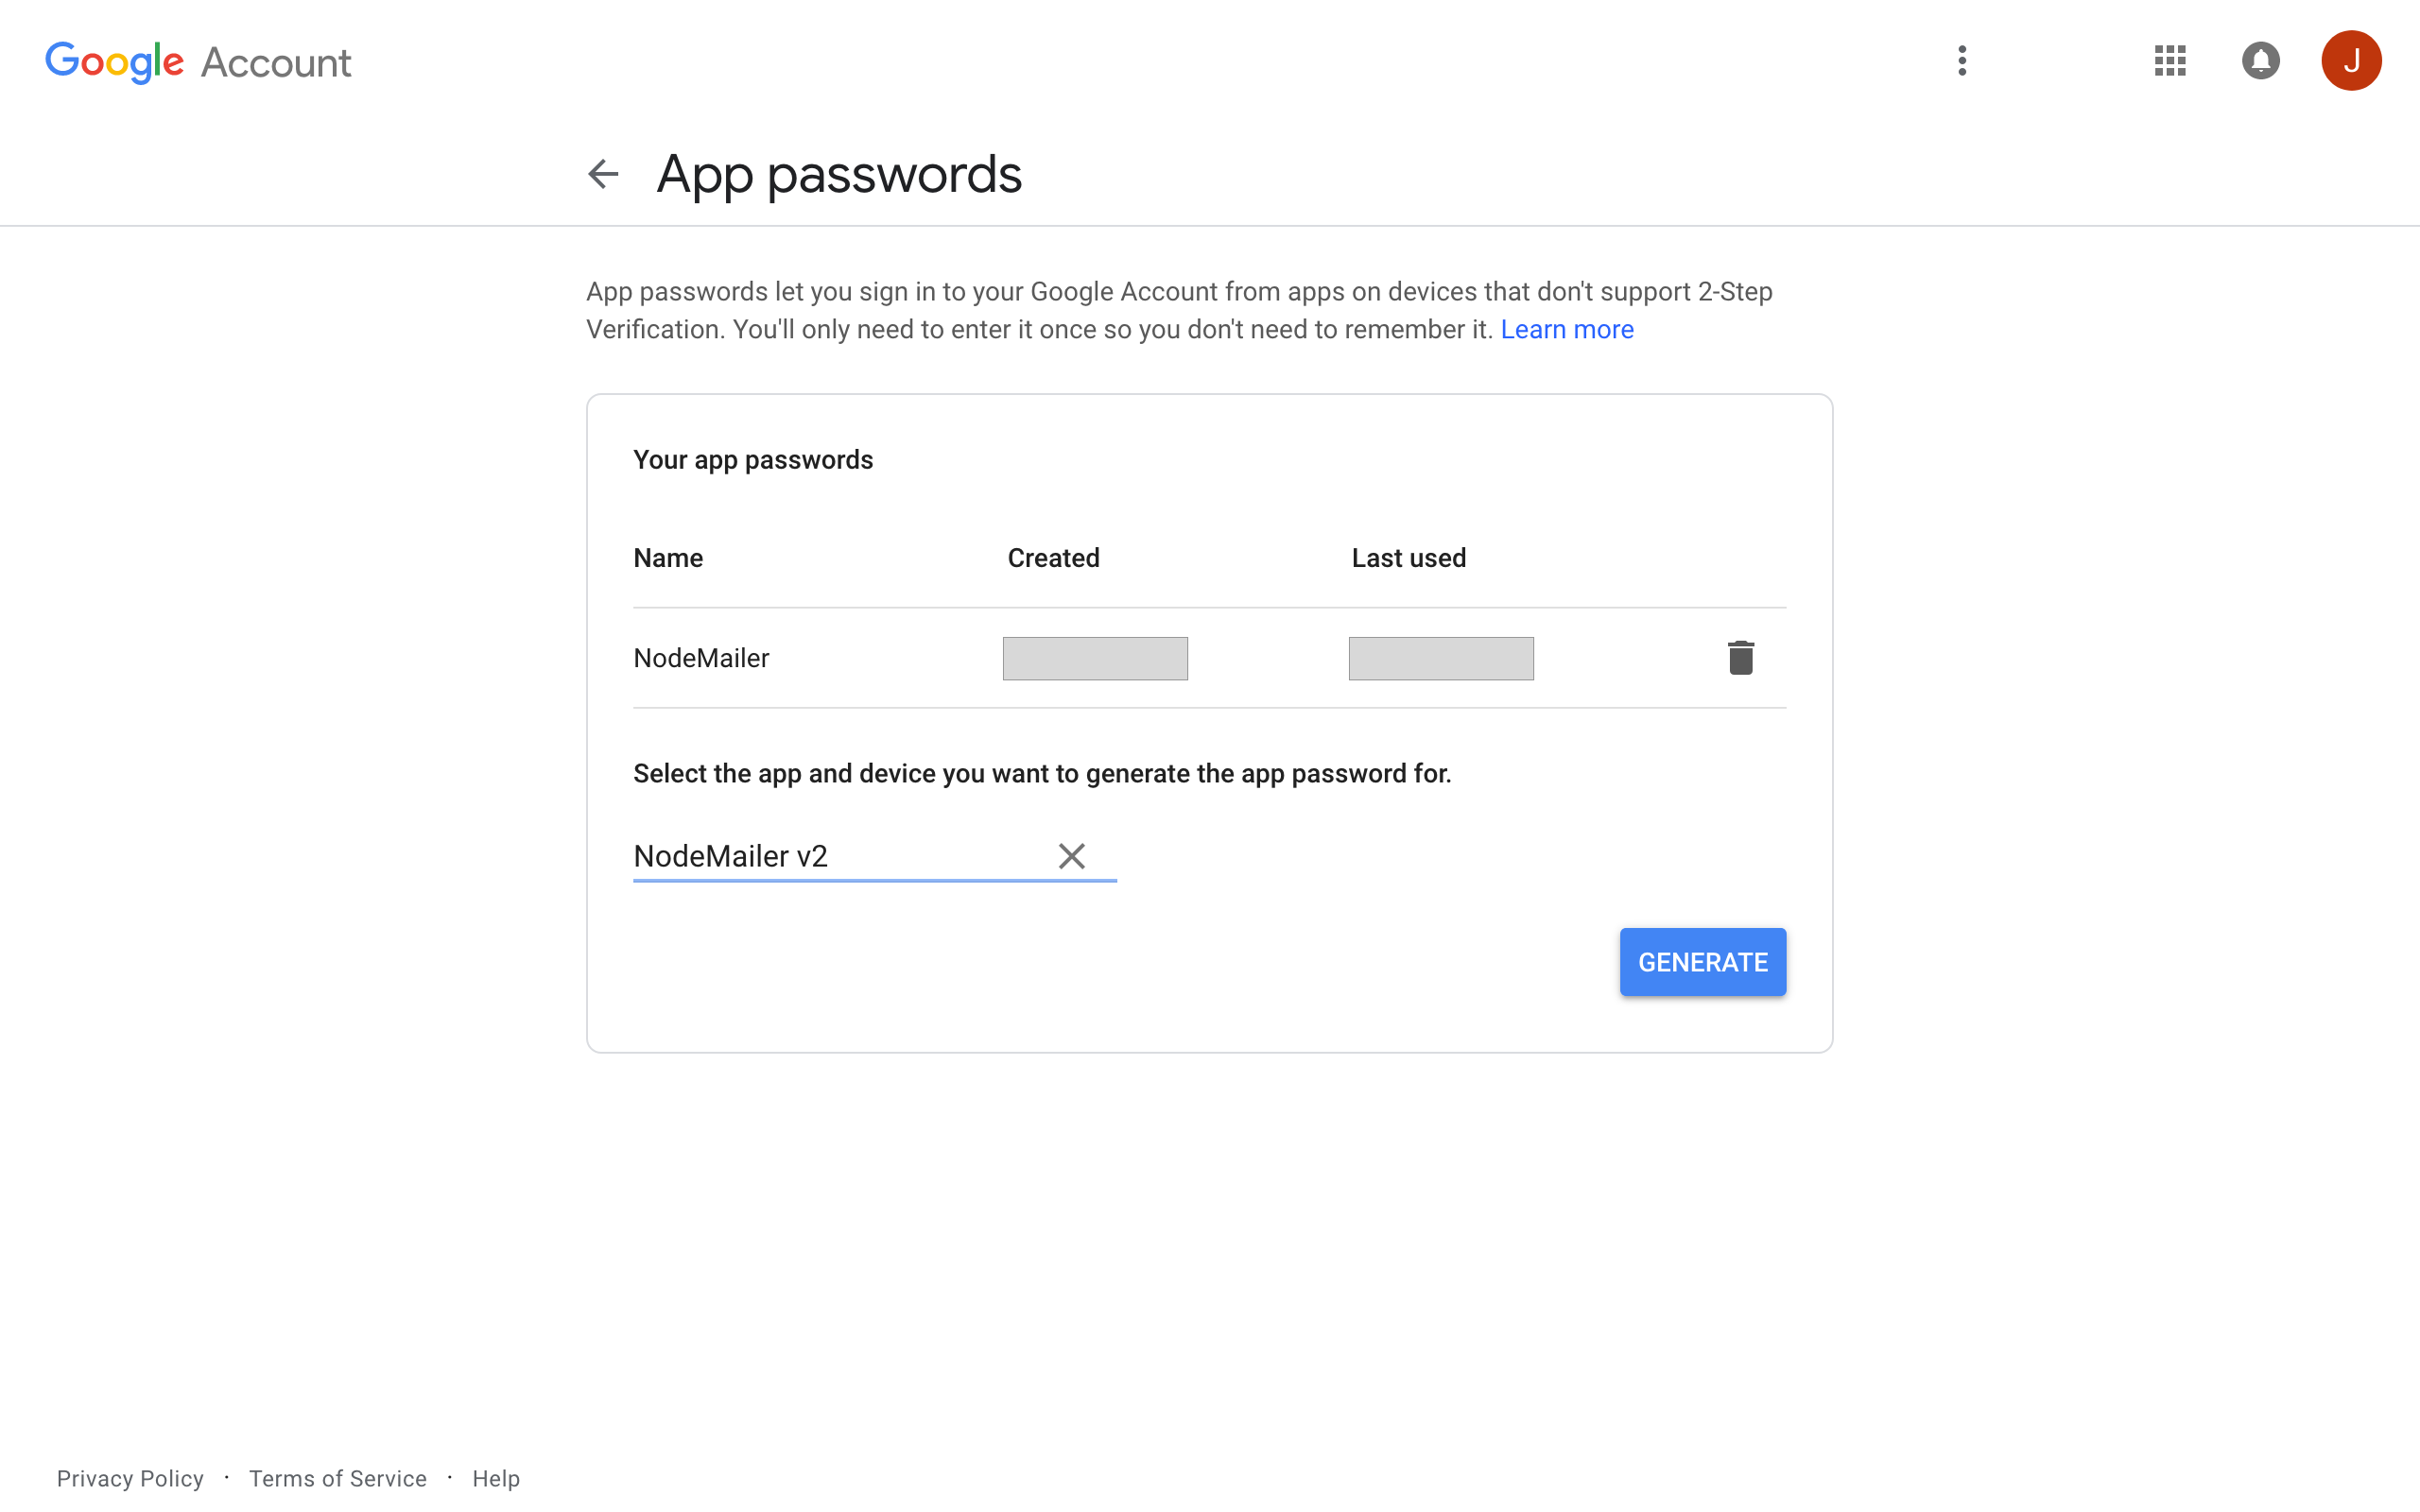 Google Account
J
App passwords
App passwords let you sign in to your Google Account from apps on devices that don't support 2-Step
Verification. You'll only need to enter it once so you don't need to remember it. Learn more
Your app passwords
Name Created Last used
NodeMailer
Select the app and device you want to generate the app password for.
NodeMailer v2
GENERATE
Privacy Policy · Terms of Service · Help